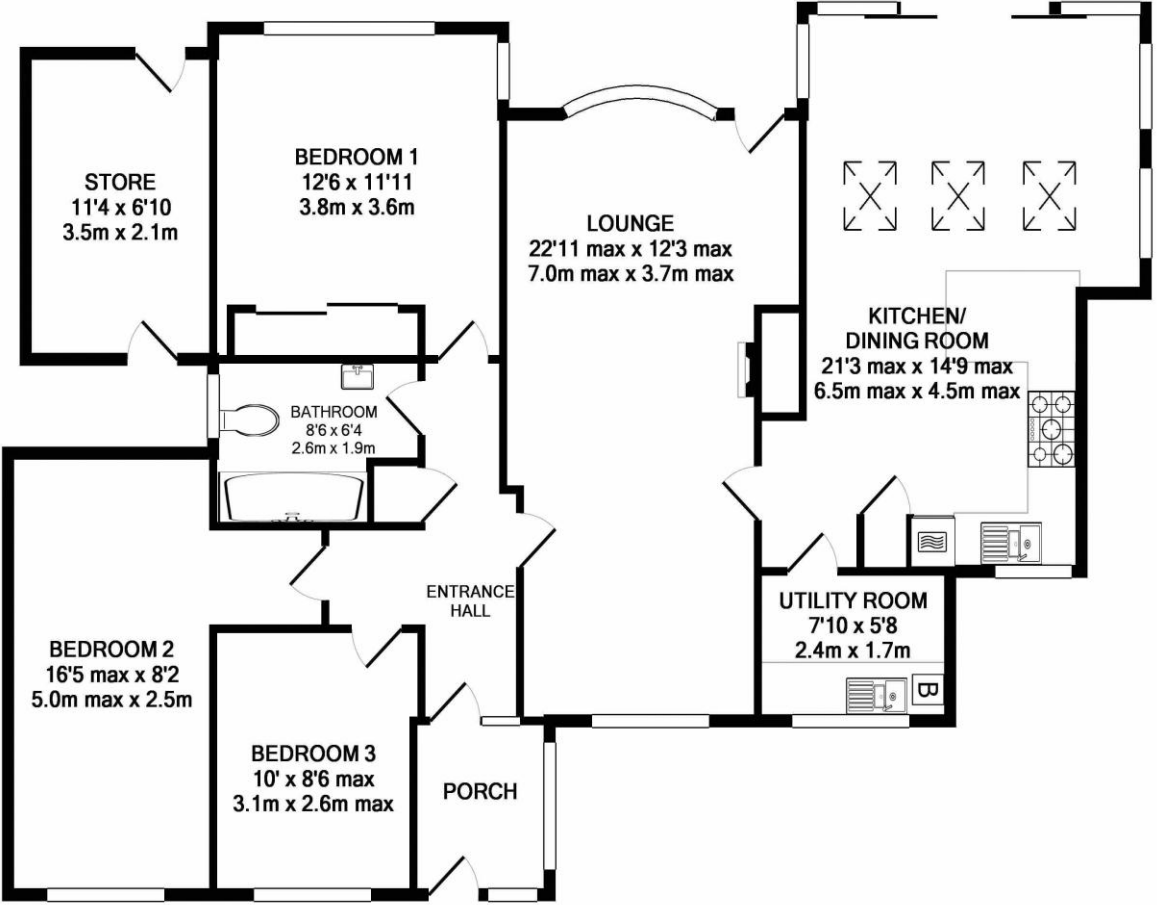 STORE
11'4 x 6'10
3.5m x 2.1m
BEDROOM 1
12'6 x 11'11
3.8m x 3.6m
LOUNGE
22'11 max x 12'3 max
7.0m max x 3.7m max
KITCHEN/
DINING ROOM
21'3 max x 14'9 max
6.5m max x 4.5m max
BATHROOM
8'6 x 6'4
2.6m x 1.9m
ENTRANCE
HALL
UTILITY ROOM
7'10 x 5'8
2.4m x 1.7m
B
BEDROOM 2
16'5 max x 8'2
5.0m max x 2.5m
BEDROOM 3
10' x 8'6 max
3.1m x 2.6m max
PORCH